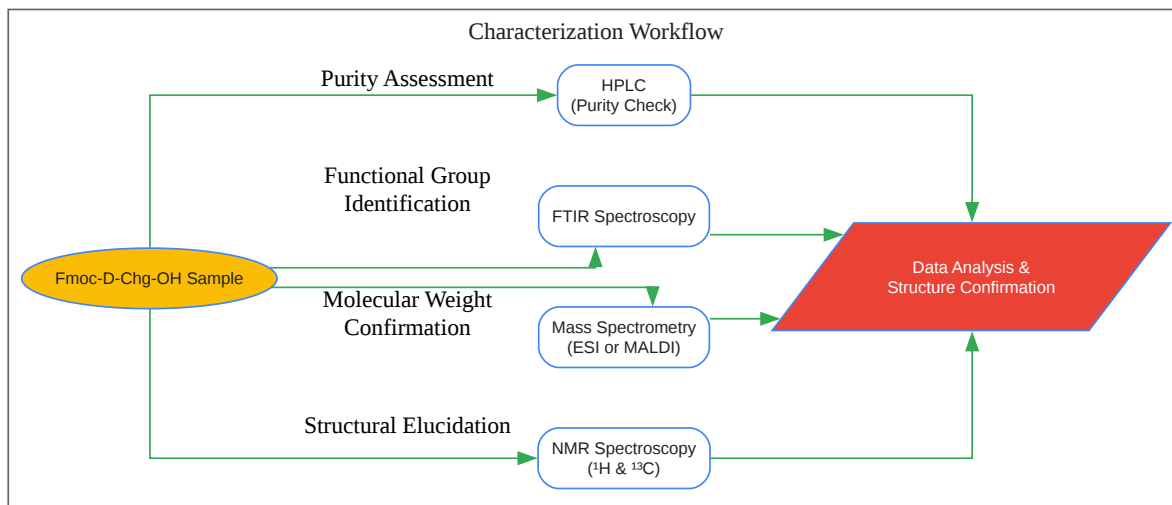 Characterization Workflow
Purity Assessment
HPLC
(Purity Check)
Functional Group
Identification
FTIR Spectroscopy
Fmoc-D-Chg-OH Sample
Data Analysis &
Structure Confirmation
Molecular Weight
Confirmation
Mass Spectrometry
(ESI or MALDI)
Structural Elucidation
NMR Spectroscopy
(¹H & ¹³C)